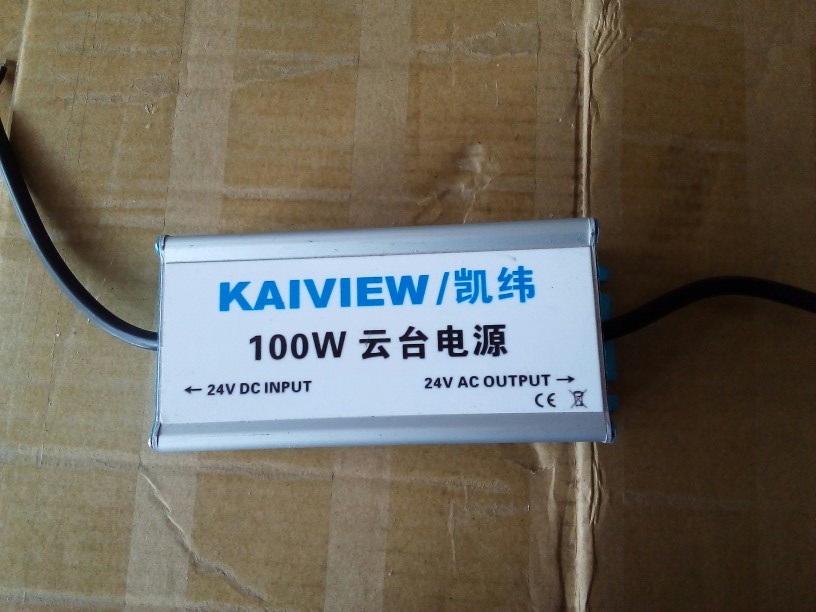 KAIVIEW/凯纬
100W 云台电源
← 24V DC INPUT
24V AC OUTPUT →
CE